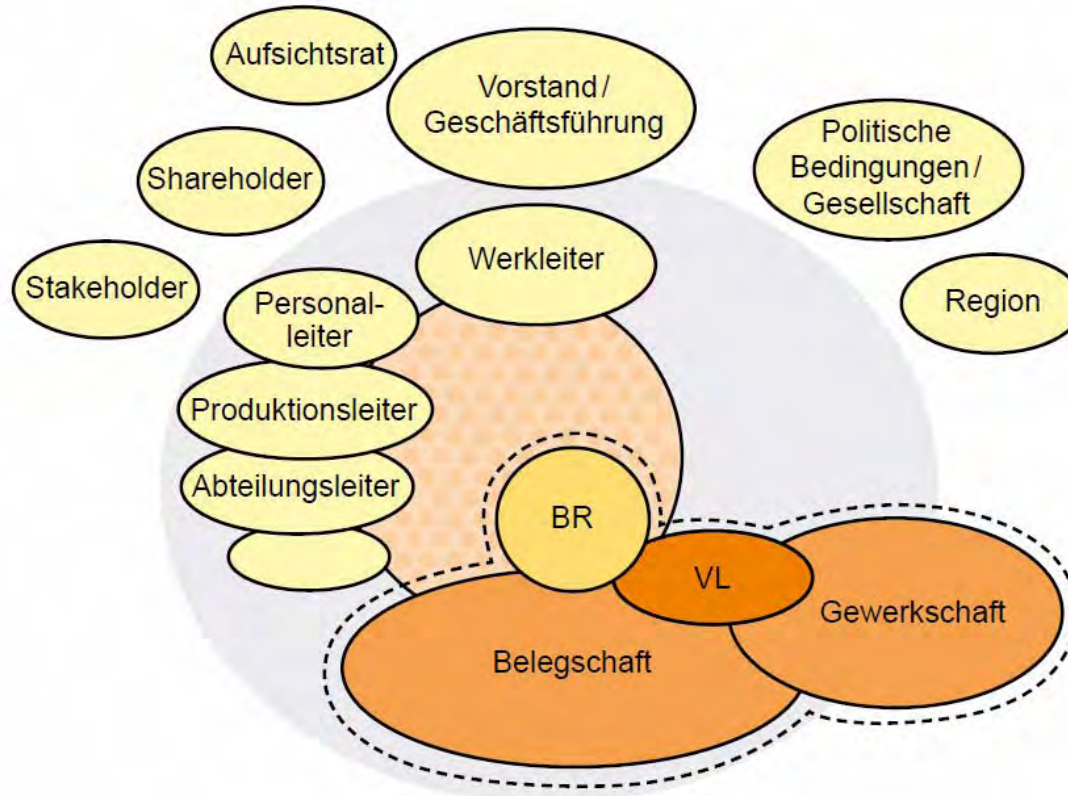 Aufsichtsrat
Vorstand /
Geschäftsführung
Politische
Bedingungen /
Gesellschaft
Shareholder
Werkleiter
Stakeholder
Personal-
leiter
Region
Produktionsleiter
Abteilungsleiter
BR
VL
Gewerkschaft
Belegschaft